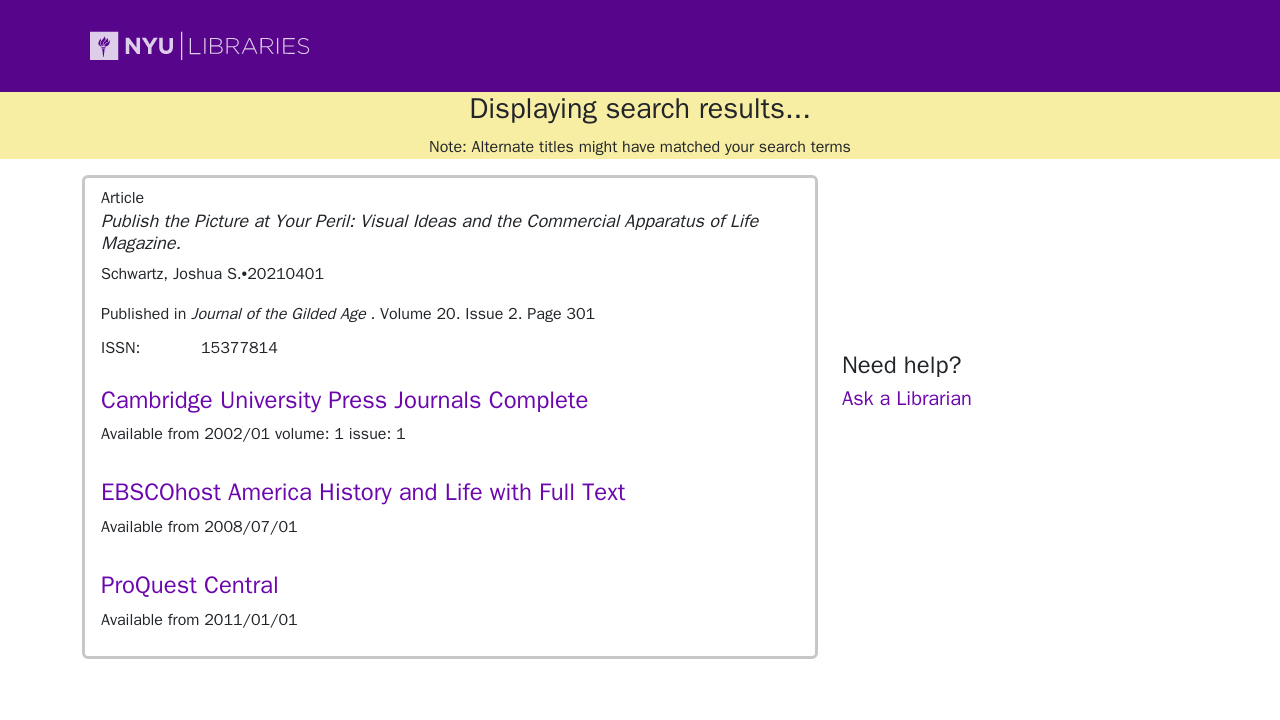 NYU LIBRARIES
Displaying search results...
Note: Alternate titles might have matched your search terms
Article
Publish the Picture at Your Peril: Visual Ideas and the Commercial Apparatus of Life
Magazine.
Schwartz, Joshua S.•20210401
Published in Journal of the Gilded Age . Volume 20. Issue 2. Page 301
ISSN: 15377814
Cambridge University Press Journals Complete
Available from 2002/01 volume: 1 issue: 1
EBSCOhost America History and Life with Full Text
Available from 2008/07/01
ProQuest Central
Available from 2011/01/01
Need help?
Ask a Librarian